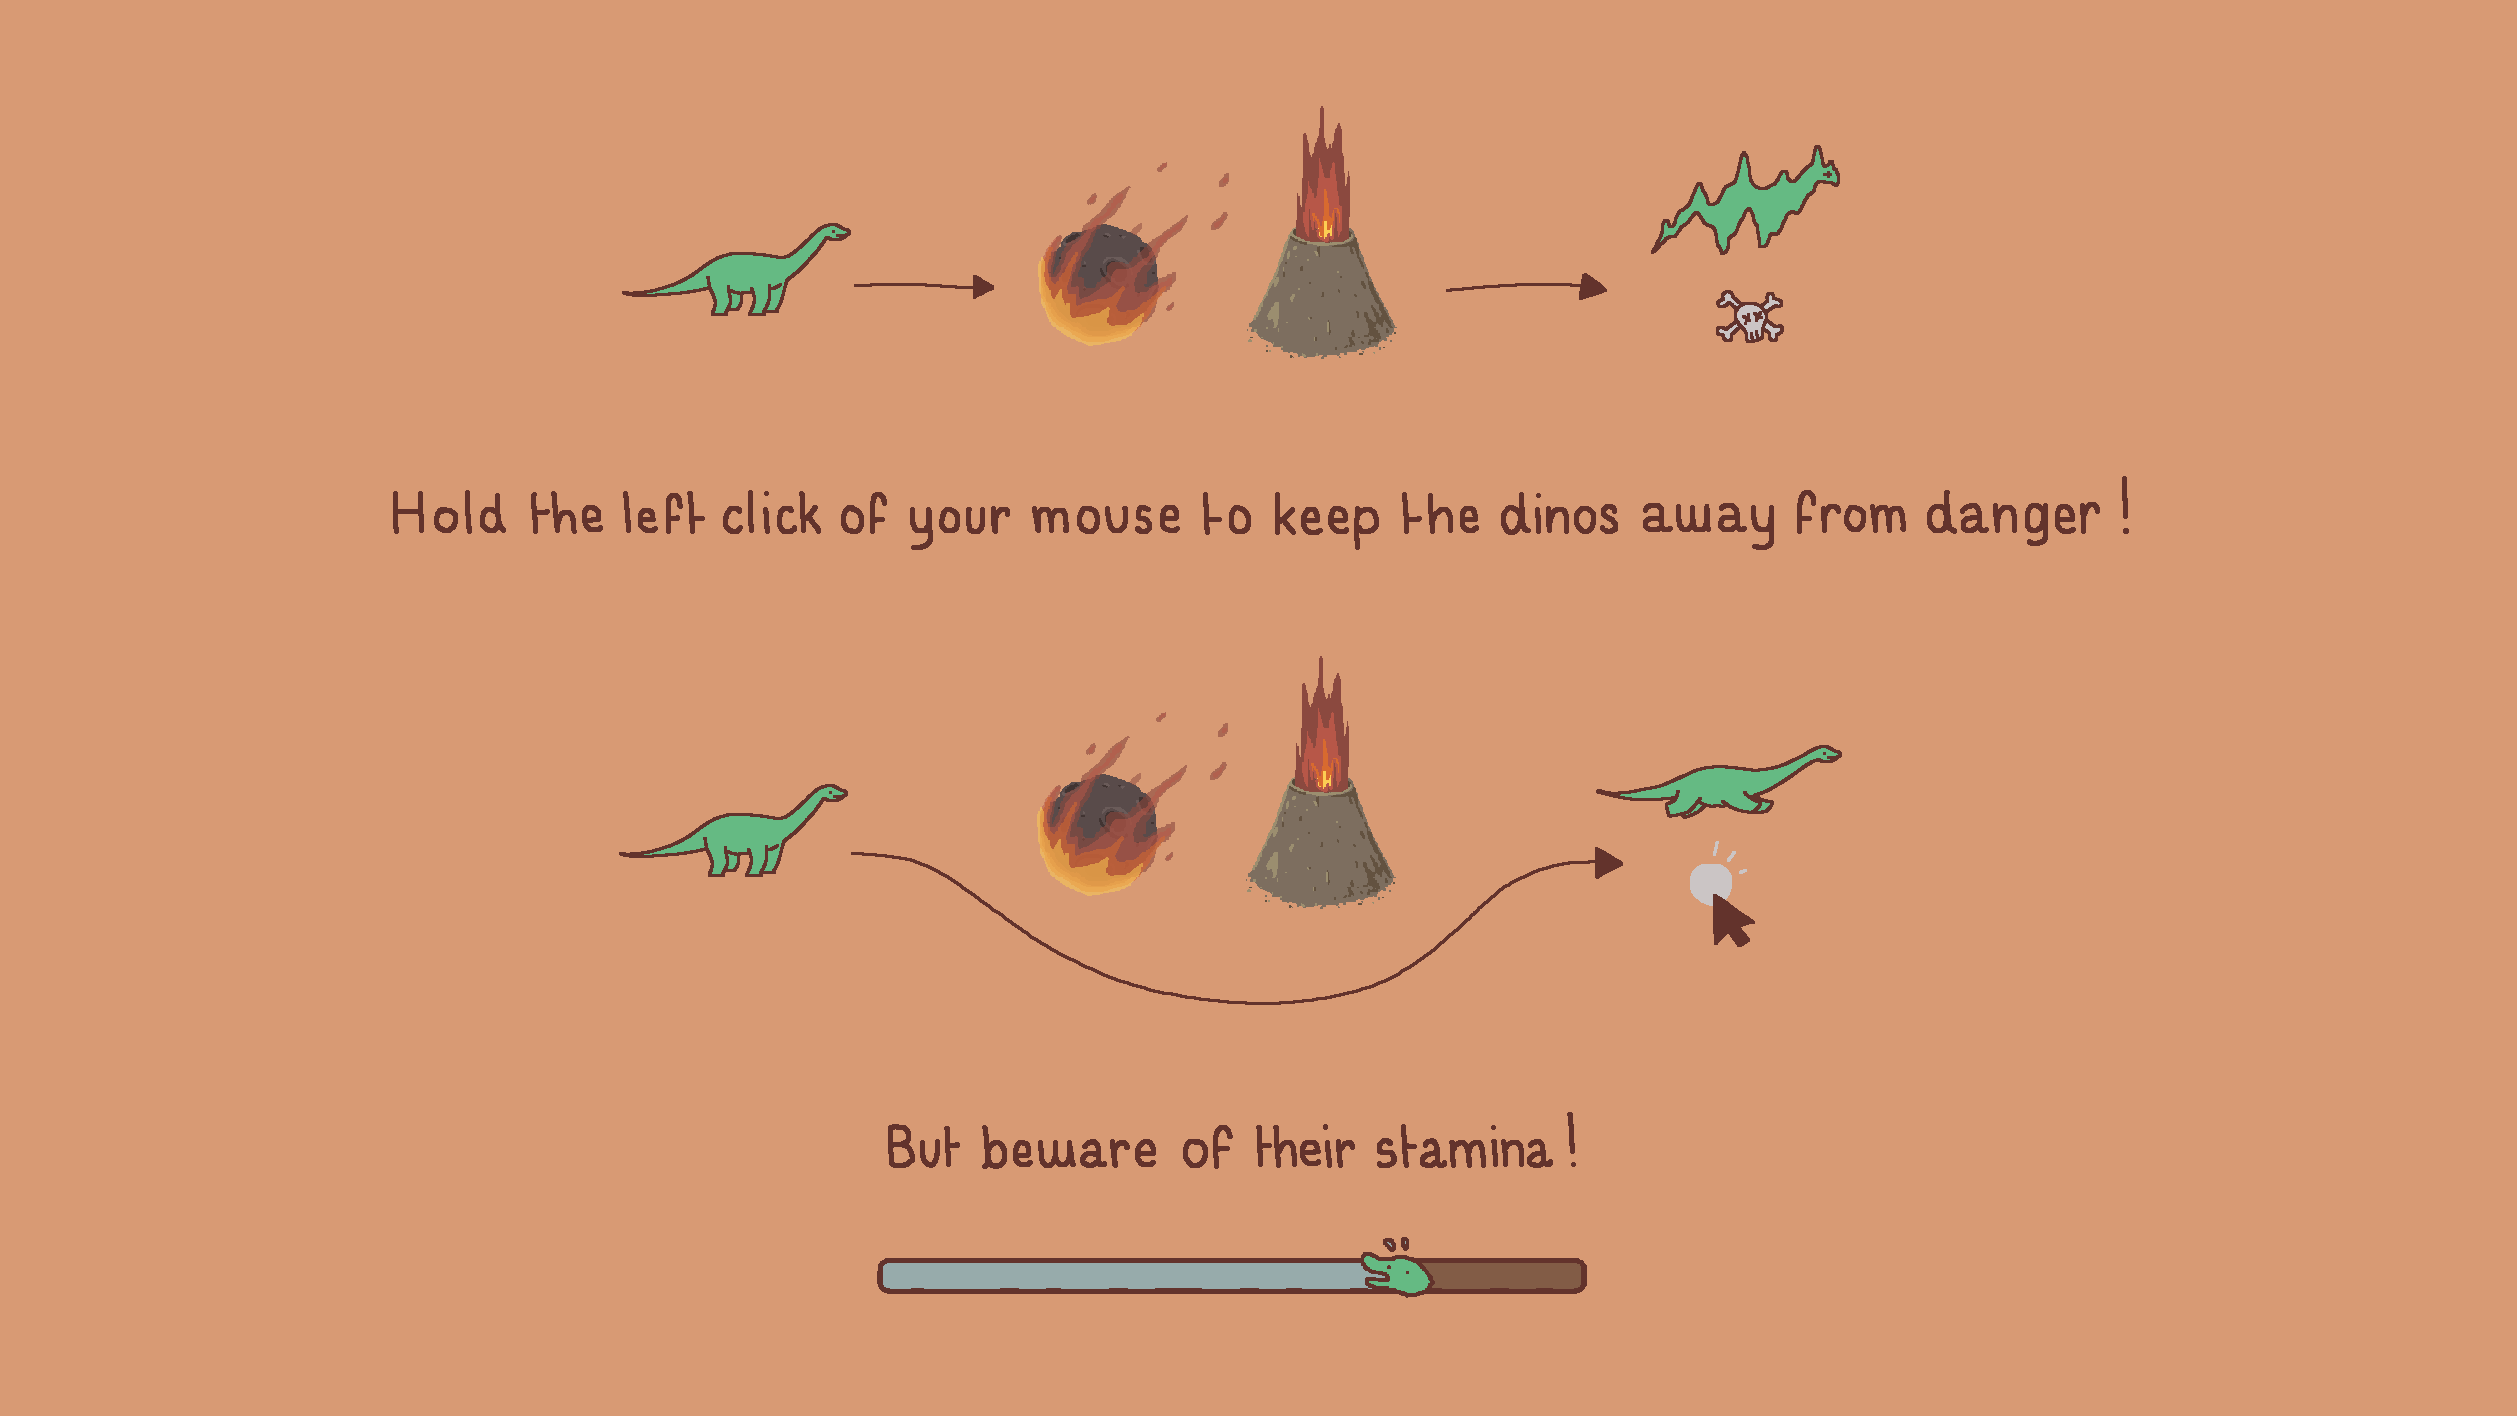 Hold the left click of your mouse to keep the dinos away from danger !
But beware of their stamina !